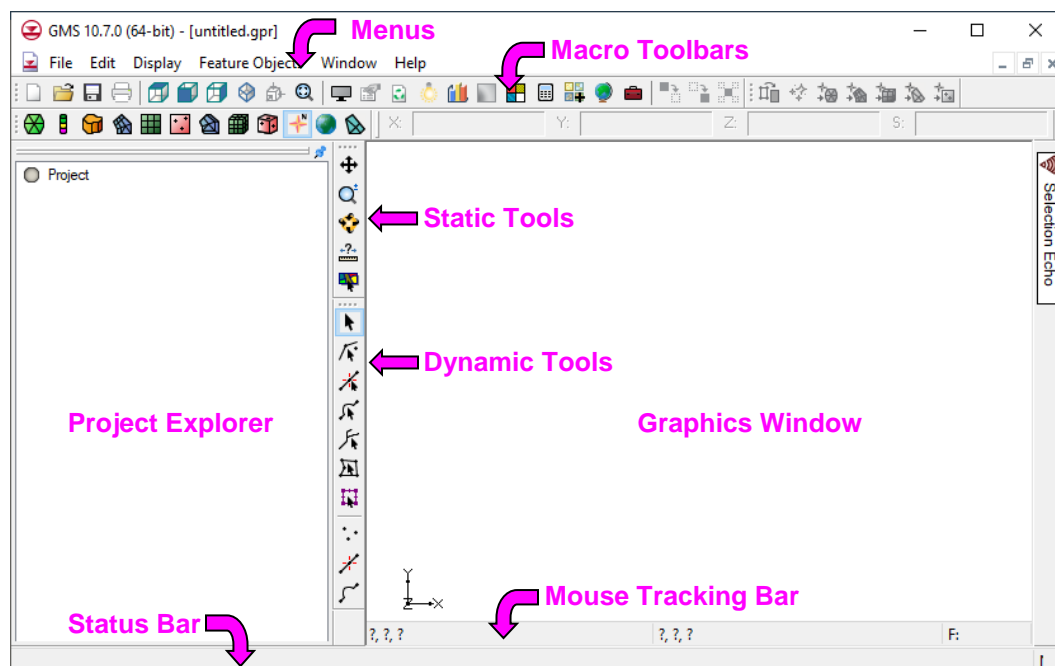 GMS 10.7.0 (64-bit) - [untitled.gpr]
Menus
File Edit Display Feature Object Window Help
Macro Toolbars
X: Y: Z: S:
Project
Static Tools
Selection Echo
Dynamic Tools
Project Explorer
Graphics Window
Y
Z X
Mouse Tracking Bar
Status Bar
?, ?, ? ?, ?, ? F: